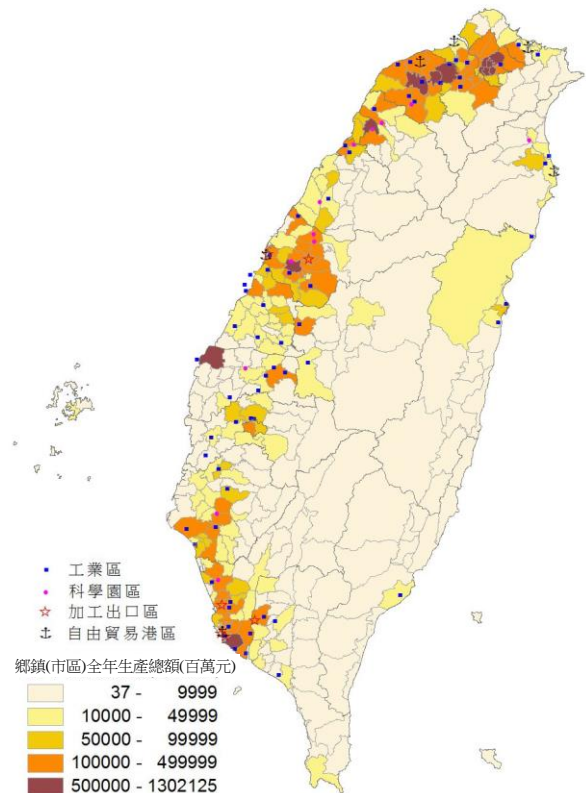 工業區
科學園區
加工出口區
自由貿易港區
鄉鎮(市區)全年生產總額(百萬元)
37 - 9999
10000 - 49999
50000 - 99999
100000 - 499999
500000 - 1302125